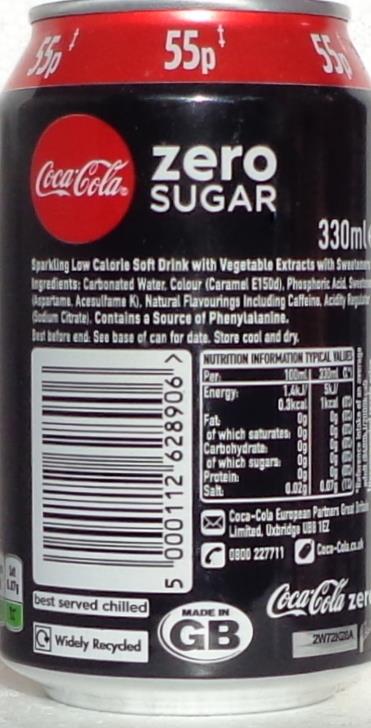 55p‡ 55p‡ 55p
Coca-Cola zero
SUGAR
330ml
Sparkling Low Calorie Soft Drink with Vegetable Extracts with Sweeteners
Ingredients: Carbonated Water, Colour (Caramel E150d), Phosphoric Acid,
(Aspartame, Acesulfame K), Natural Flavourings Including Caffeine, Acidity Regulator
(Sodium Citrate). Contains a Source of Phenylalanine.
Best before end. See base of can for date. Store cool and dry.
NUTRITION INFORMATION TYPICAL VALUES
Per: 100ml 330ml
Energy: 1.4kJ/ 5kJ/
0.3kcal 1kcal
Fat: 0g 0g
of which saturates: 0g 0g
Carbohydrate: 0g 0g
of which sugars: 0g 0g
Protein: 0g 0g
Salt: 0.02g 0.07g
5 000112 628906 >
Coca-Cola European Partners Great
Limited, Uxbridge UB8 1EZ
0800 227711 Coca-Cola.co.uk
best served chilled
Widely Recycled
MADE IN
GB
Coca-Cola zer